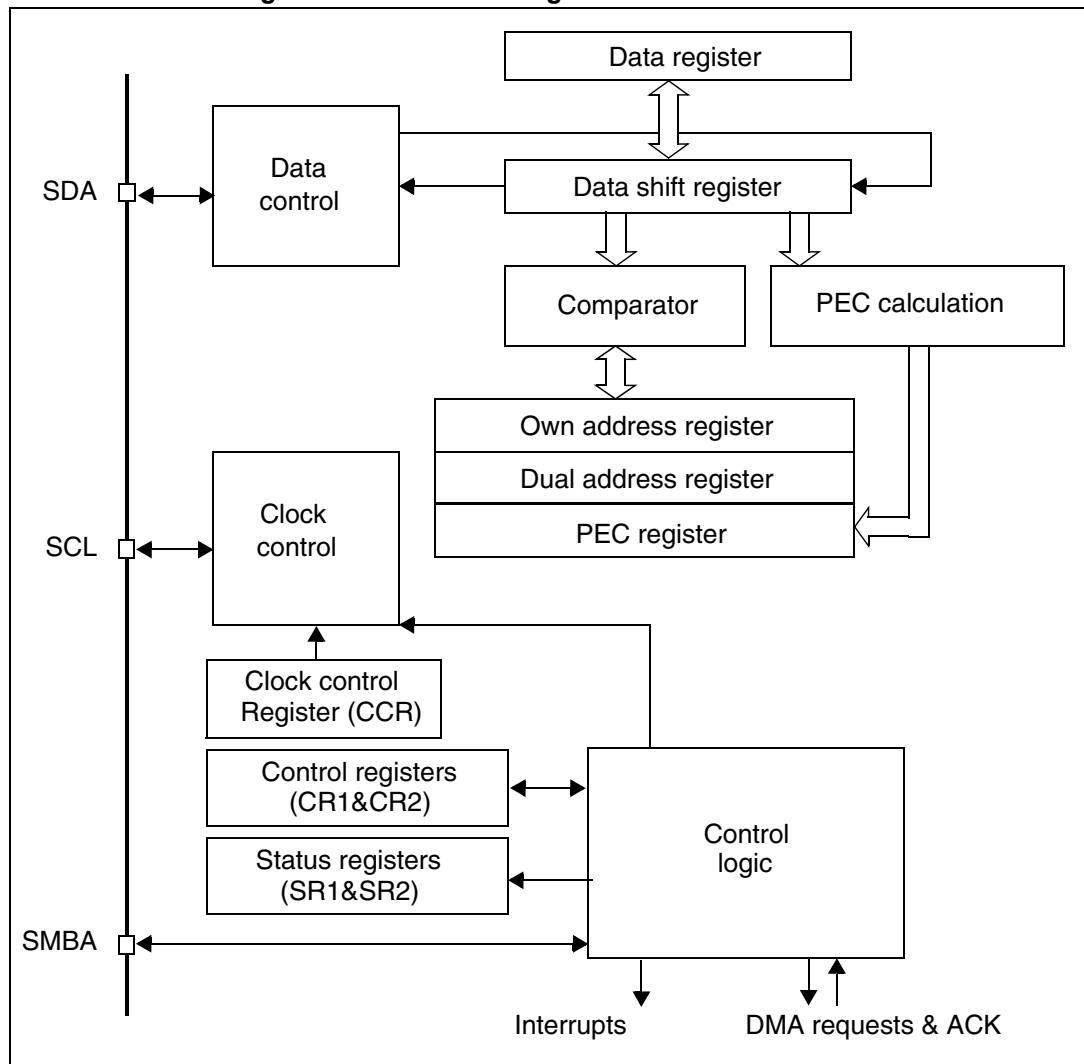 Data register
Data
control
SDA
Data shift register
Comparator
PEC calculation
Own address register
Dual address register
PEC register
Clock
control
SCL
Clock control
Register (CCR)
Control registers
(CR1&CR2)
Status registers
(SR1&SR2)
Control
logic
SMBA
Interrupts
DMA requests & ACK